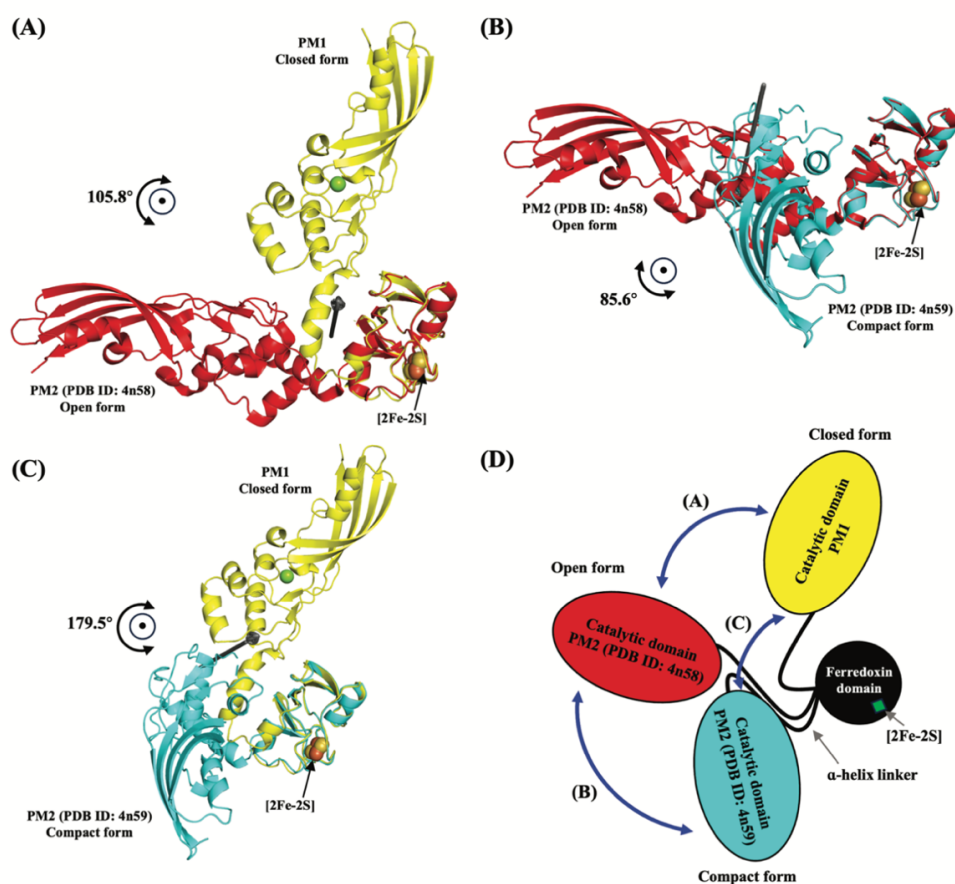 (A)
PM1
Closed form
105.8°
PM2 (PDB ID: 4n58)
Open form
[2Fe-2S]
(B)
PM2 (PDB ID: 4n58)
Open form
[2Fe-2S]
85.6°
PM2 (PDB ID: 4n59)
Compact form
(C)
PM1
Closed form
179.5°
[2Fe-2S]
PM2 (PDB ID: 4n59)
Compact form
(D)
Closed form
(A)
Catalytic domain
PM1
Open form
(C)
Catalytic domain
PM2 (PDB ID: 4n58)
Ferredoxin
domain
[2Fe-2S]
Catalytic domain
PM2 (PDB ID: 4n59)
α-helix linker
(B)
Compact form